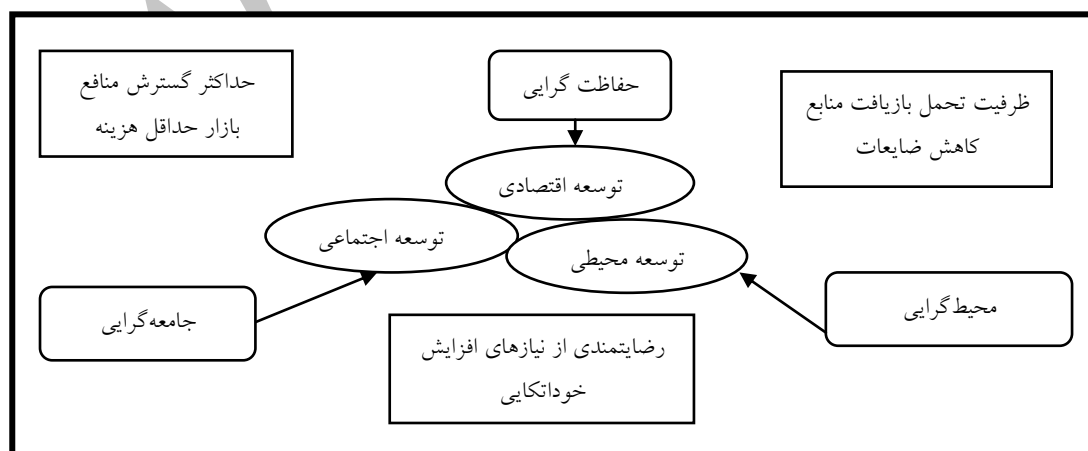 حفاظت گرایی
حداکثر گسترش منافع
بازار حداقل هزینه
ظرفیت تحمل بازیافت منابع
کاهش ضایعات
توسعه اقتصادی
توسعه اجتماعی
توسعه محیطی
جامعه‌گرایی
محیط‌گرایی
رضایتمندی از نیازهای افزایش
خوداتکایی